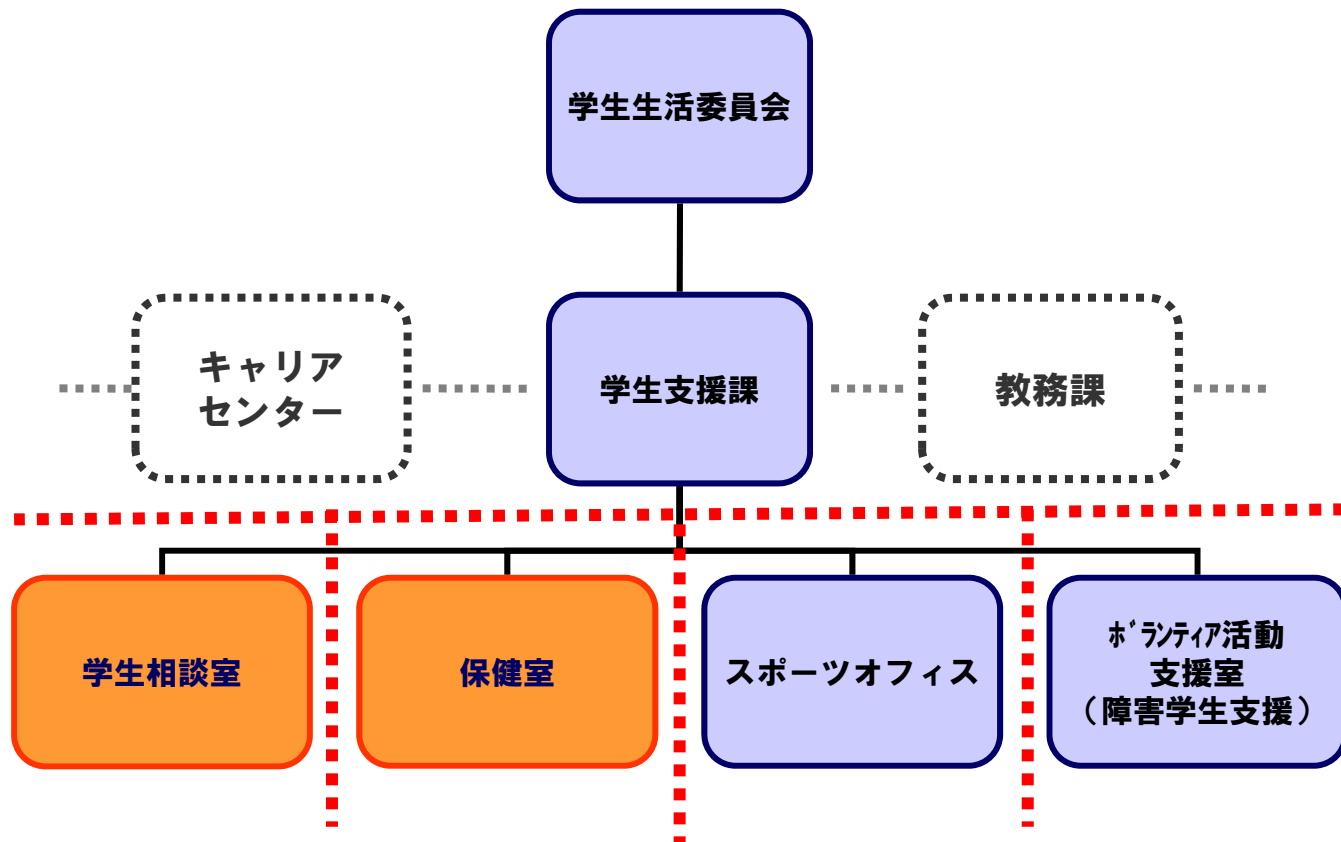 学生生活委員会
キャリア
センター
学生支援課
教務課
学生相談室
保健室
スポーツオフィス
ﾎﾞﾗﾝﾃｨｱ活動
支援室
（障害学生支援）